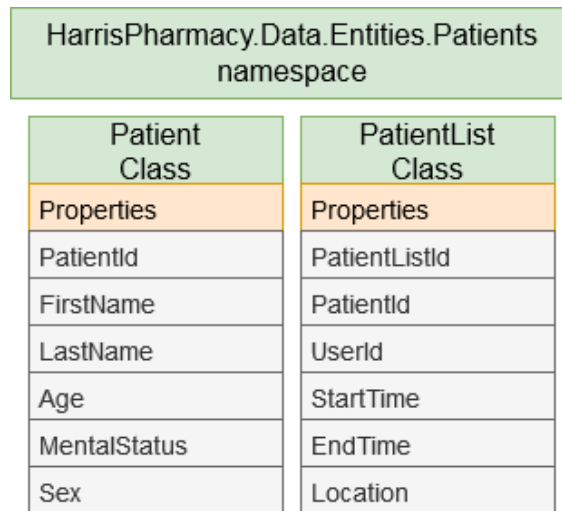 HarrisPharmacy.Data.Entities.Patients
namespace
Patient
Class
Properties
PatientId
FirstName
LastName
Age
MentalStatus
Sex
PatientList
Class
Properties
PatientListId
PatientId
UserId
StartTime
EndTime
Location